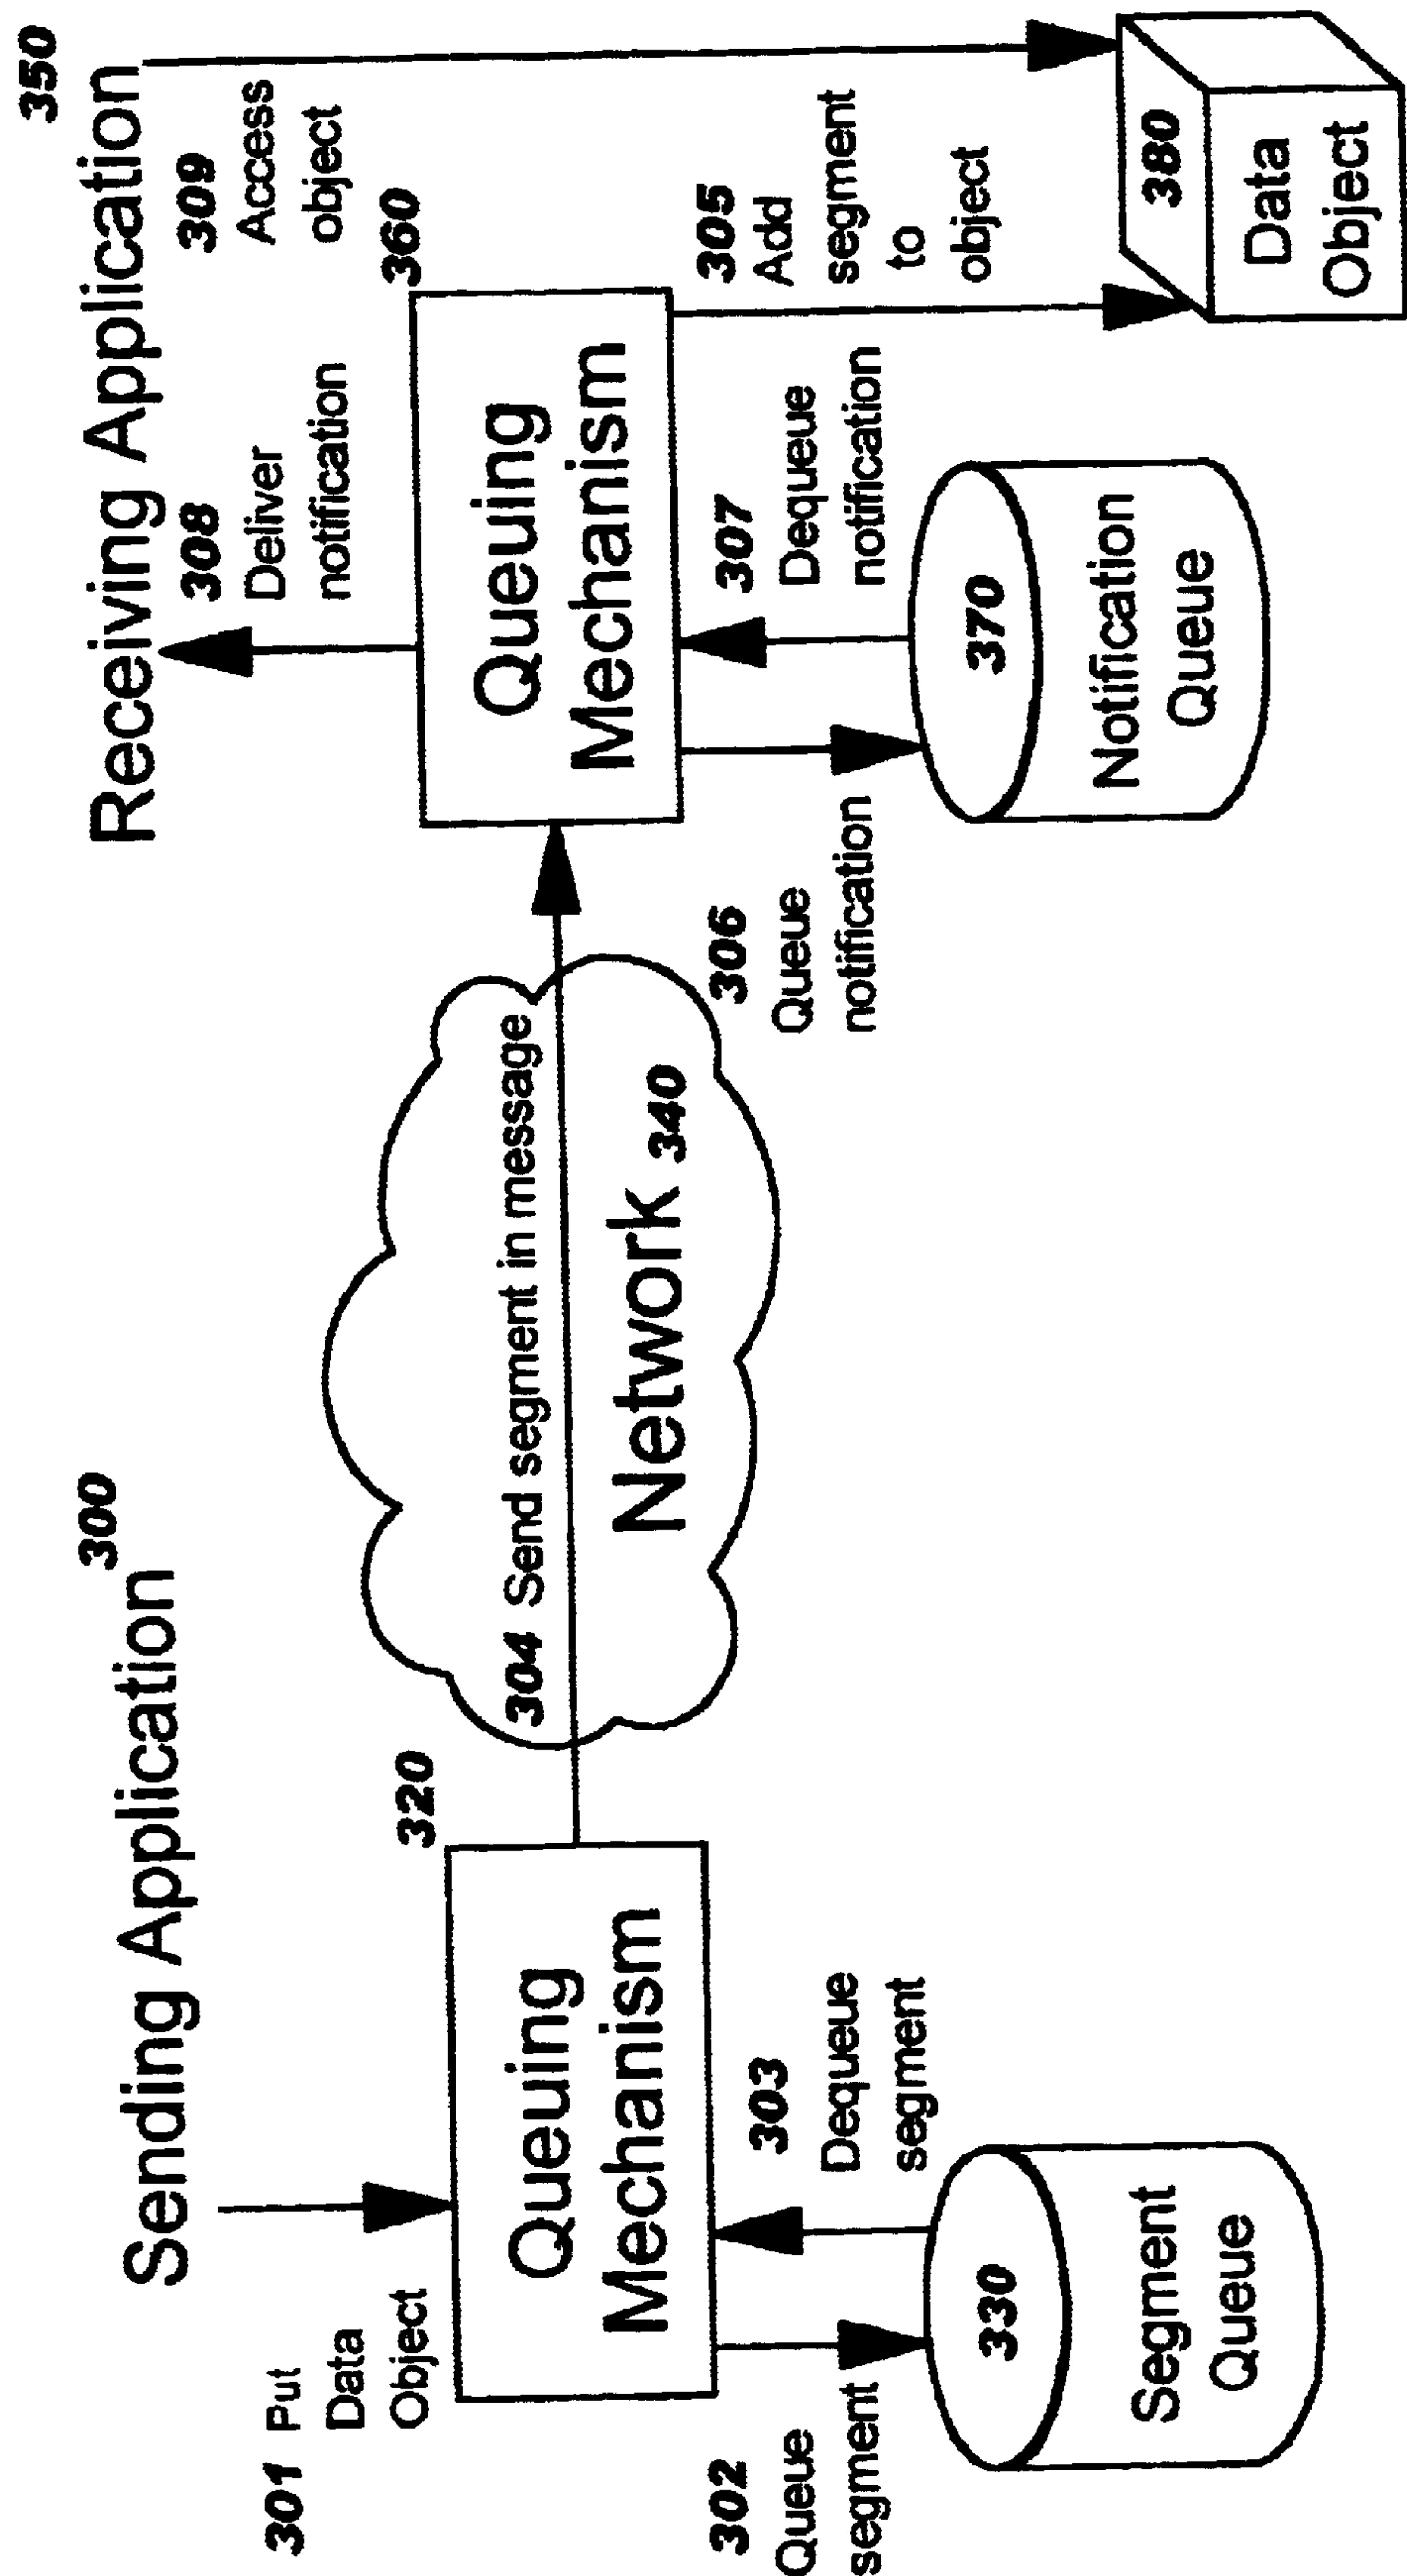 Sending Application 300
301 Put
Data
Object
320
Queuing
Mechanism
302
Queue
segment
303
Dequeue
segment
330
Segment
Queue
304 Send segment in message
Network 340
Receiving Application 350
308
Deliver
notification
309
Access
object
360
Queuing
Mechanism
306
Queue
notification
307
Dequeue
notification
305
Add
segment
to
object
370
Notification
Queue
380
Data
Object